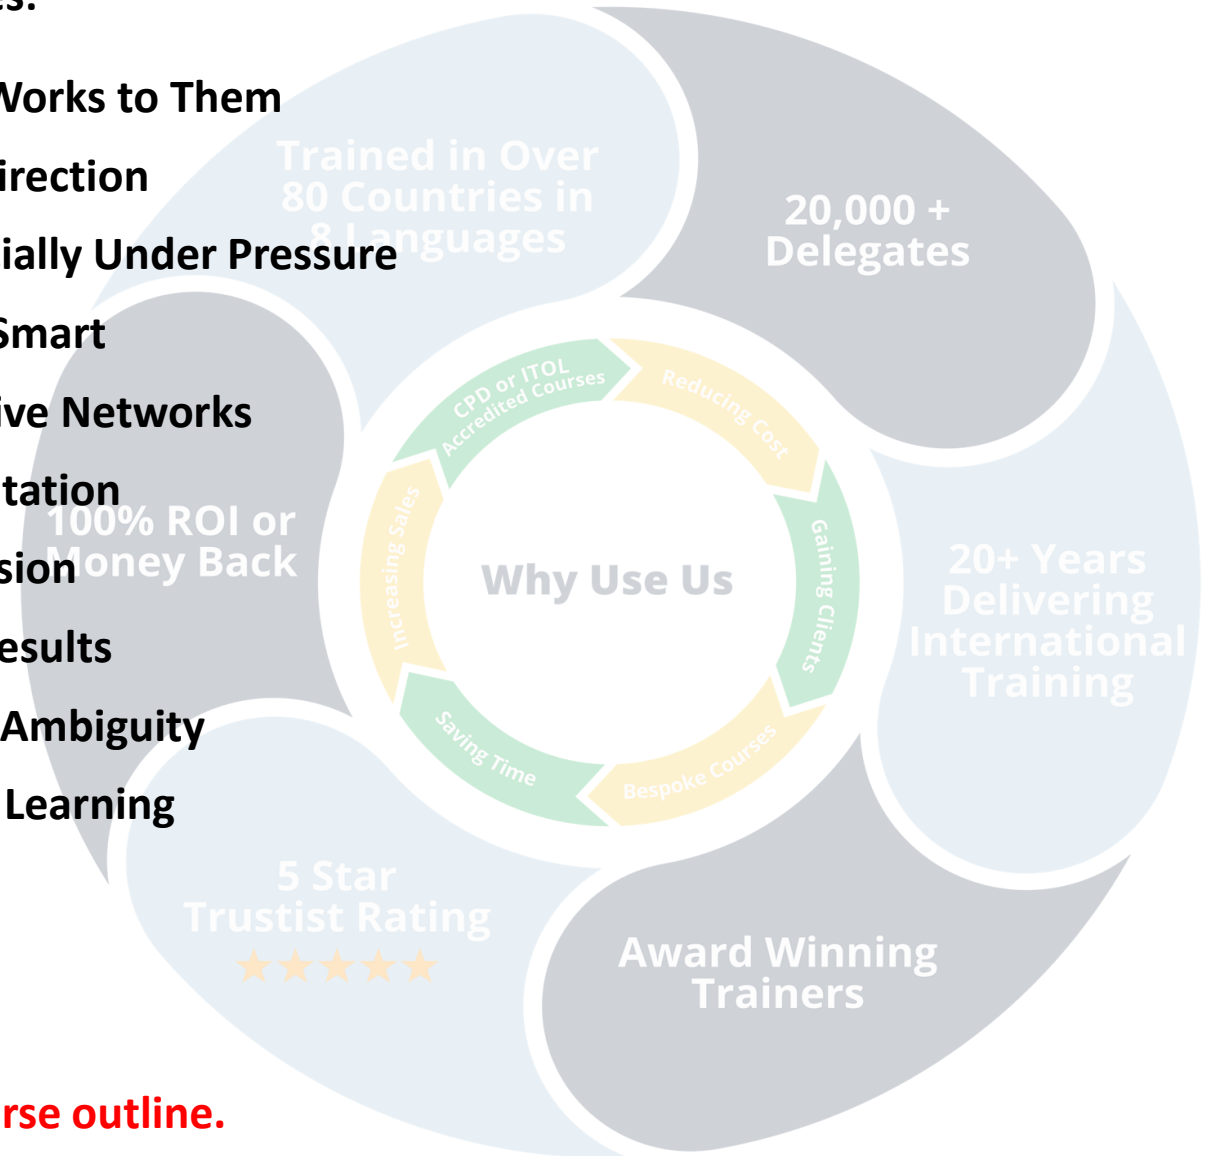 es:
Works to Them
irection
ially Under Pressure
Smart
ive Networks
tation
sion
esults
Ambiguity
Learning
rse outline.
Trained in Over
80 Countries in
8 Languages
20,000 +
Delegates
20+ Years
Delivering
International
Training
Award Winning
Trainers
5 Star
Trustist Rating
100% ROI or
Money Back
CPD or ITOL
Accredited Courses
Reducing Cost
Gaining Clients
Bespoke Courses
Saving Time
Increasing Sales
Why Use Us